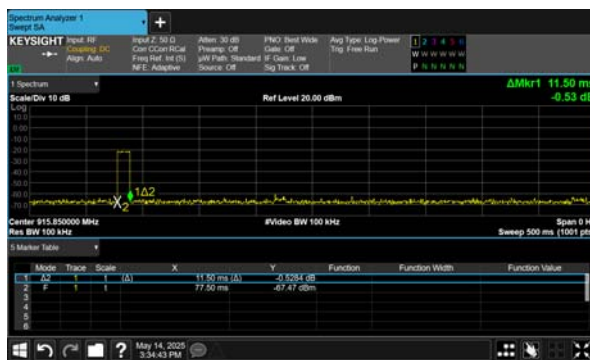 Spectrum Analyzer 1
Swept SA
+
KEYSIGHT Input: RF Input Z: 50 Ω Atten: 30 dB PNO: Best Wide Avg Type: Log-Power 1 2 3 4 5 6
Coupling: DC Corr CCorr RCal Preamp: Off Gate: Off Trig: Free Run W W W W W W
Align: Auto Freq Ref: Int (S) µW Path: Standard IF Gain: Low
NFE: Adaptive Source: Off Sig Track: Off P N N N N N
1 Spectrum ΔMkr1 11.50 ms
Scale/Div 10 dB Ref Level 20.00 dBm -0.53 dB
Log
10.0
0.00
-10.0
-20.0
-30.0
-40.0
-50.0
-60.0 1Δ2
-70.0 X2
Center 915.850000 MHz #Video BW 100 kHz Span 0 Hz
Res BW 100 kHz Sweep 500 ms (1001 pts)
5 Marker Table
Mode Trace Scale X Y Function Function Width Function Value
1 Δ2 1 t (Δ) 11.50 ms (Δ) -0.5284 dB
2 F 1 t 77.50 ms -67.47 dBm
3
4
5
6
? May 14, 2025
3:34:43 PM